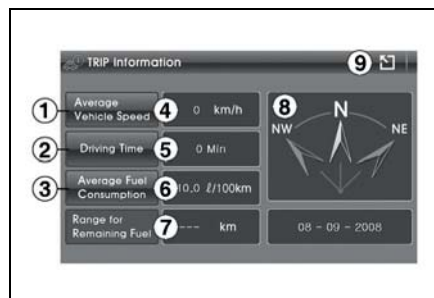 TRIP Information
9
1
Average
Vehicle Speed
4
0 km/h
2
Driving Time
5
0 Min
3
Average Fuel
Consumption
6
10.0 ℓ/100km
Range for
Remaining Fuel
7
--- km
8
N
NW
NE
08 - 09 - 2008